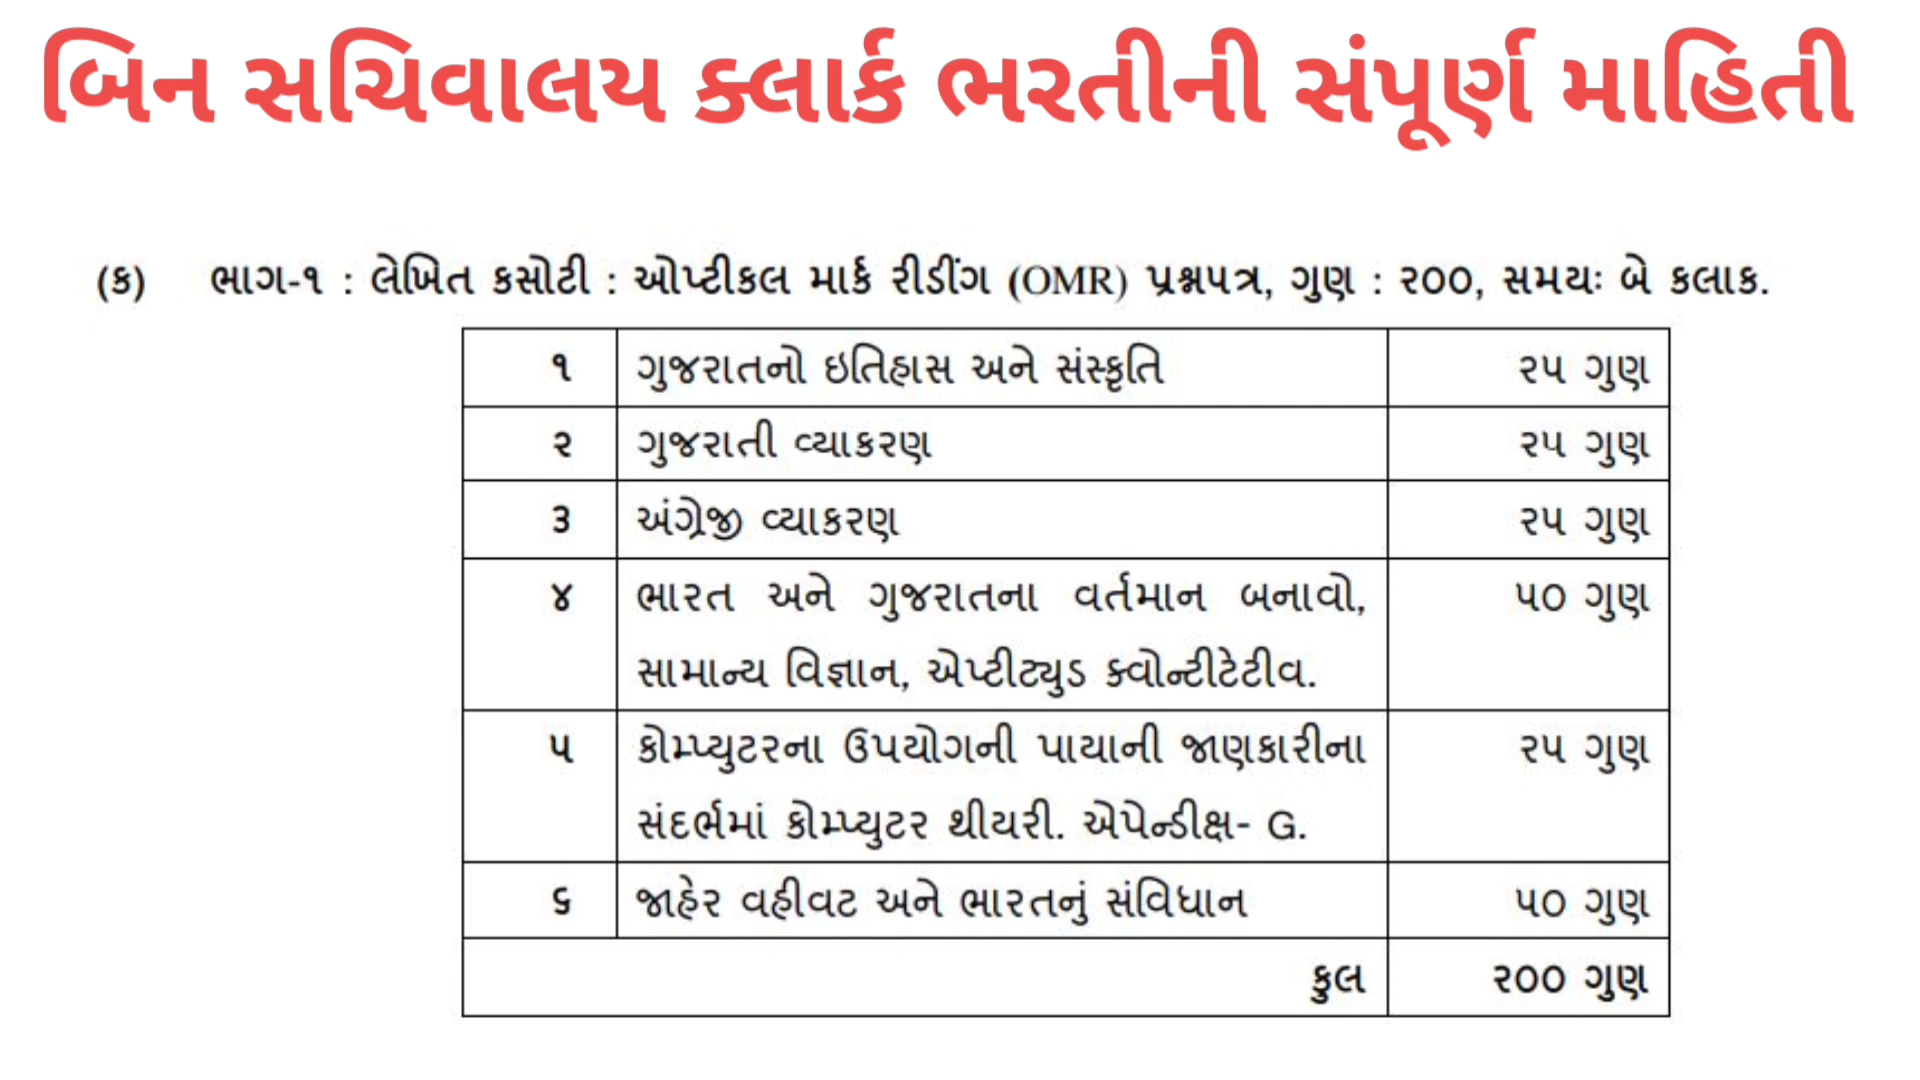 બિન સચિવાલય ક્લાર્ક ભરતીની સંપૂર્ણ માહિતી
(ક) ભાગ-૧ : લેખિત કસોટી : ઓપ્ટીકલ માર્ક રીડીંગ (OMR) પ્રશ્નપત્ર, ગુણ : ૨૦૦, સમયઃ બે કલાક.
૧ ગુજરાતનો ઇતિહાસ અને સંસ્કૃતિ ૨૫ ગુણ
૨ ગુજરાતી વ્યાકરણ ૨૫ ગુણ
૩ અંગ્રેજી વ્યાકરણ ૨૫ ગુણ
૪ ભારત અને ગુજરાતના વર્તમાન બનાવો, ૫૦ ગુણ
સામાન્ય વિજ્ઞાન, એપ્ટીટ્યુડ ક્વોન્ટીટેટીવ.
૫ કોમ્પ્યુટરના ઉપયોગની પાયાની જાણકારીના ૨૫ ગુણ
સંદર્ભમાં કોમ્પ્યુટર થીયરી. એપેન્ડીક્ષ- G.
૬ જાહેર વહીવટ અને ભારતનું સંવિધાન ૫૦ ગુણ
કુલ ૨૦૦ ગુણ